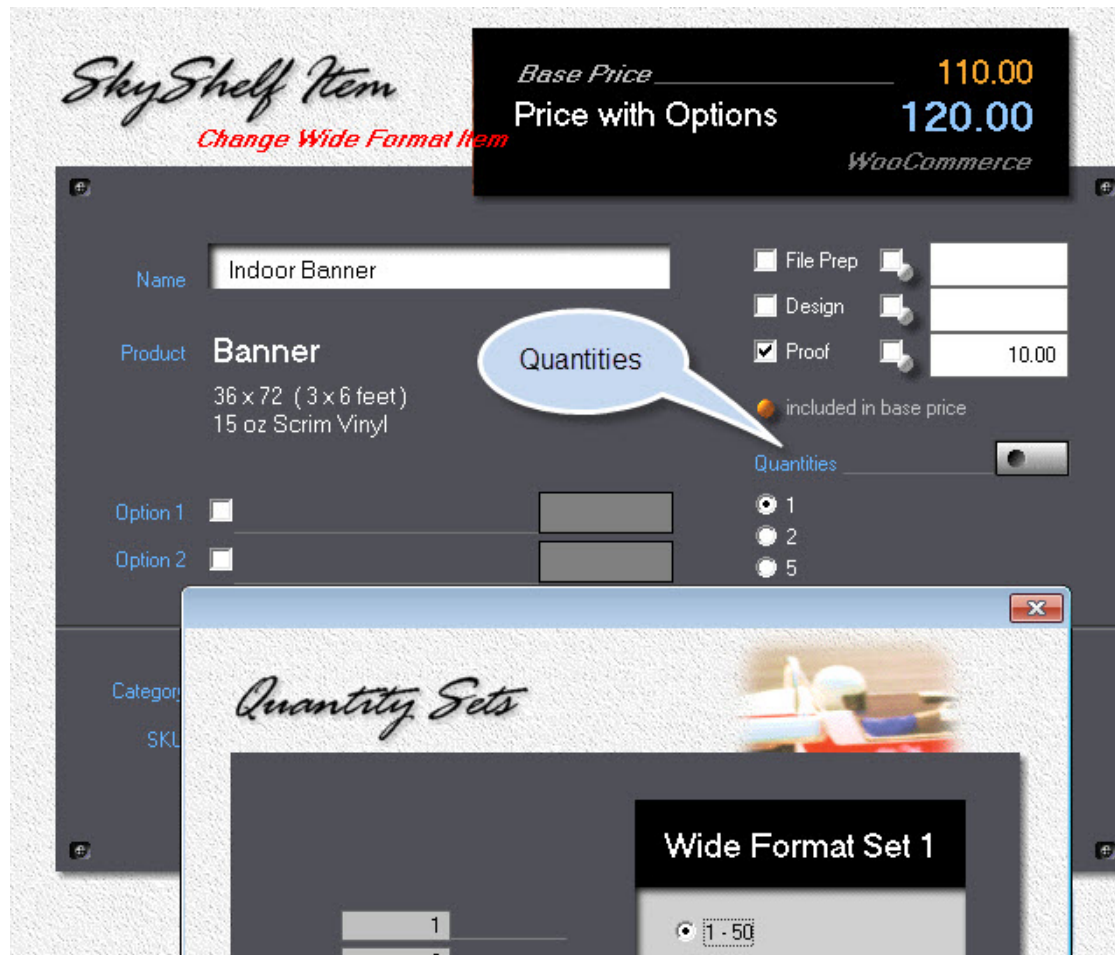 SkyShelf Item
Change Wide Format Item
Base Price 110.00
Price with Options 120.00
WooCommerce
Name Indoor Banner
File Prep
Design
Proof 10.00
Product Banner
36 x 72 ( 3 x 6 feet )
15 oz Scrim Vinyl
Quantities
included in base price
Quantities
Option 1
Option 2
1
2
5
Category
SKU
Quantity Sets
Wide Format Set 1
1
1 - 50